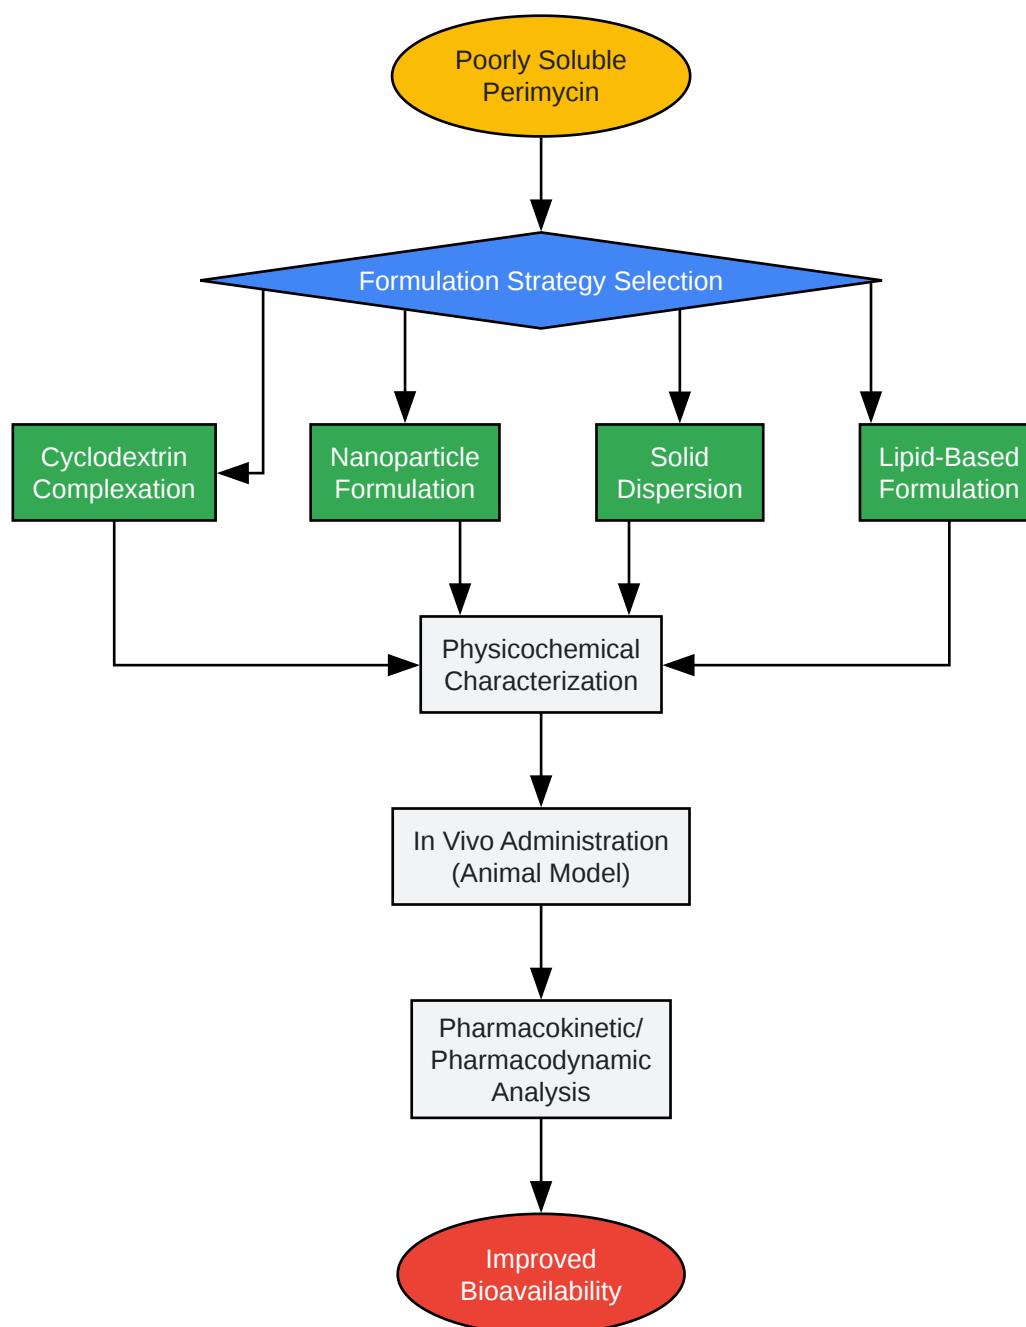 Poorly Soluble
Perimycin
Formulation Strategy Selection
Cyclodextrin
Complexation
Nanoparticle
Formulation
Solid
Dispersion
Lipid-Based
Formulation
Physicochemical
Characterization
In Vivo Administration
(Animal Model)
Pharmacokinetic/
Pharmacodynamic
Analysis
Improved
Bioavailability